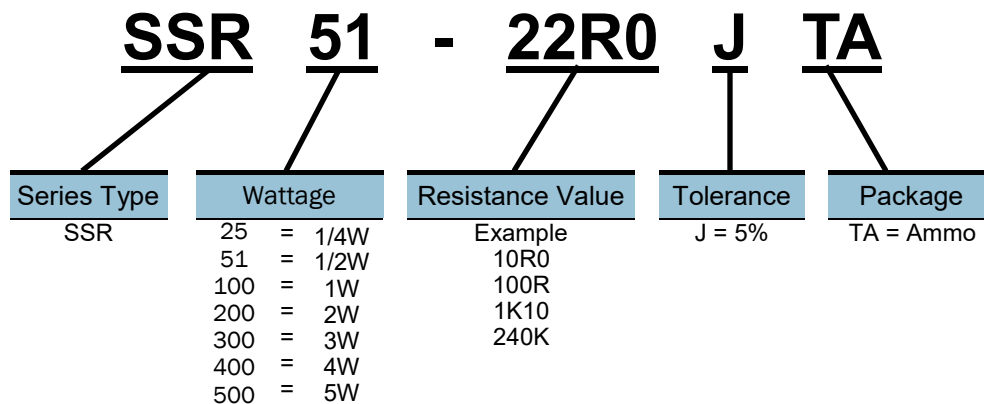 SSR 51 - 22R0 J TA
Series Type Wattage Resistance Value Tolerance Package
SSR 25 = 1/4W Example J = 5% TA = Ammo
51 = 1/2W 10R0
100 = 1W 100R
200 = 2W 1K10
300 = 3W 240K
400 = 4W
500 = 5W